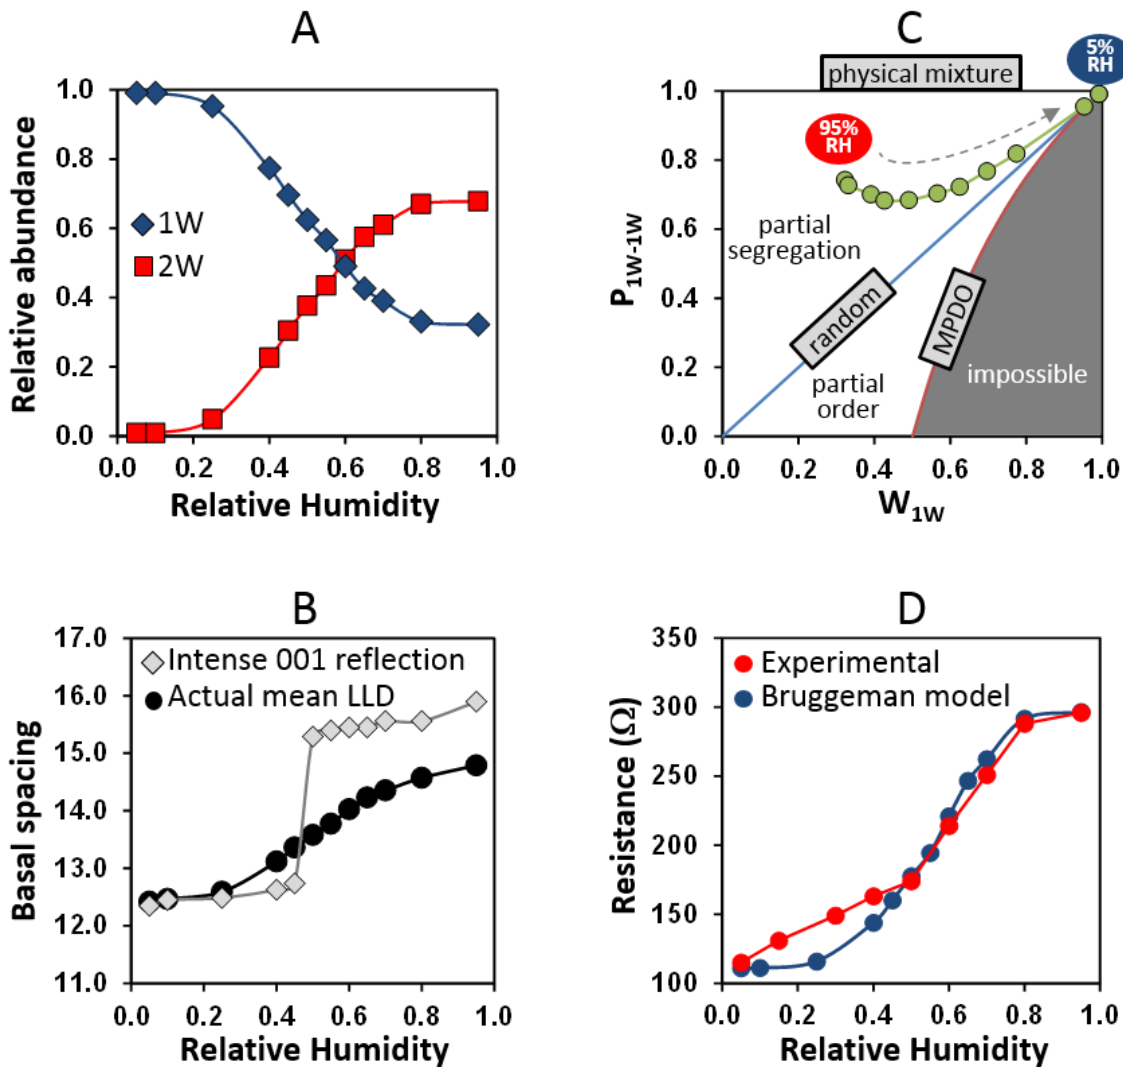 A
Relative abundance
1.0
0.8
0.6
0.4
0.2
0.0
1W
2W
0.0 0.2 0.4 0.6 0.8 1.0
Relative Humidity
C
P1W-1W
1.0
0.8
0.6
0.4
0.2
0.0
physical mixture
5%
RH
95%
RH
partial
segregation
random
MPDO
impossible
partial
order
0.0 0.2 0.4 0.6 0.8 1.0
W1W
B
Basal spacing
17.0
16.0
15.0
14.0
13.0
12.0
11.0
Intense 001 reflection
Actual mean LLD
0.0 0.2 0.4 0.6 0.8 1.0
Relative Humidity
D
Resistance (Ω)
350
300
250
200
150
100
Experimental
Bruggeman model
0.0 0.2 0.4 0.6 0.8 1.0
Relative Humidity